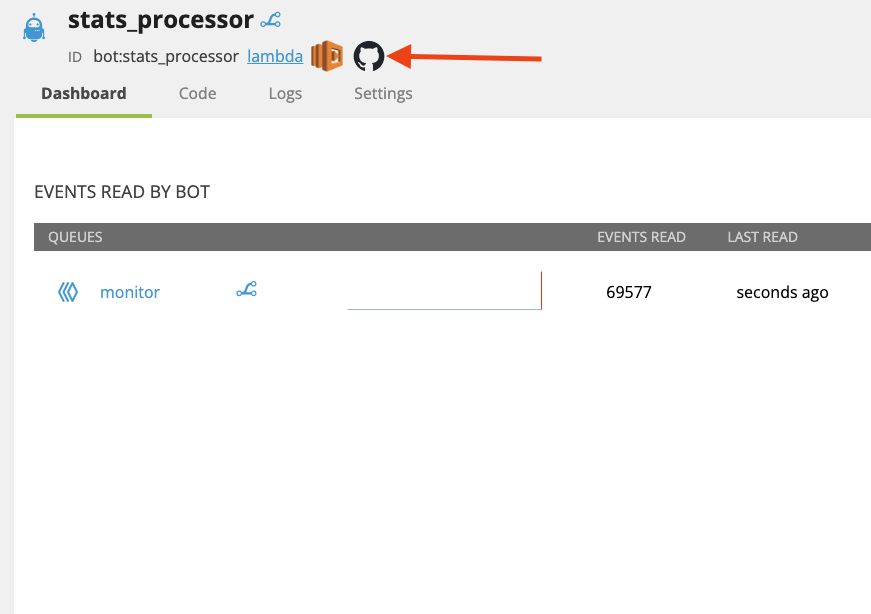 stats_processor
ID bot:stats_processor lambda
Dashboard Code Logs Settings
EVENTS READ BY BOT
QUEUES EVENTS READ LAST READ
monitor 69577 seconds ago